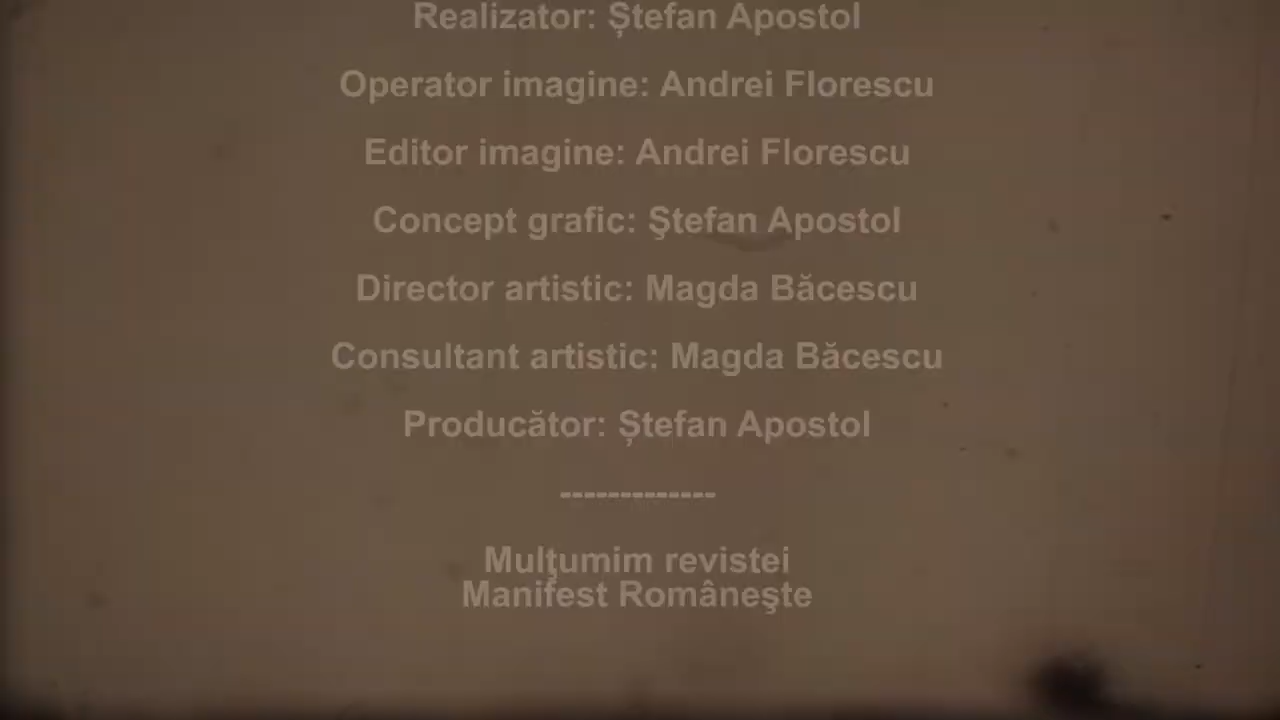 Realizator: Ștefan Apostol
Operator imagine: Andrei Florescu
Editor imagine: Andrei Florescu
Concept grafic: Ştefan Apostol
Director artistic: Magda Băcescu
Consultant artistic: Magda Băcescu
Producător: Ștefan Apostol
-------------
Mulţumim revistei
Manifest Româneşte